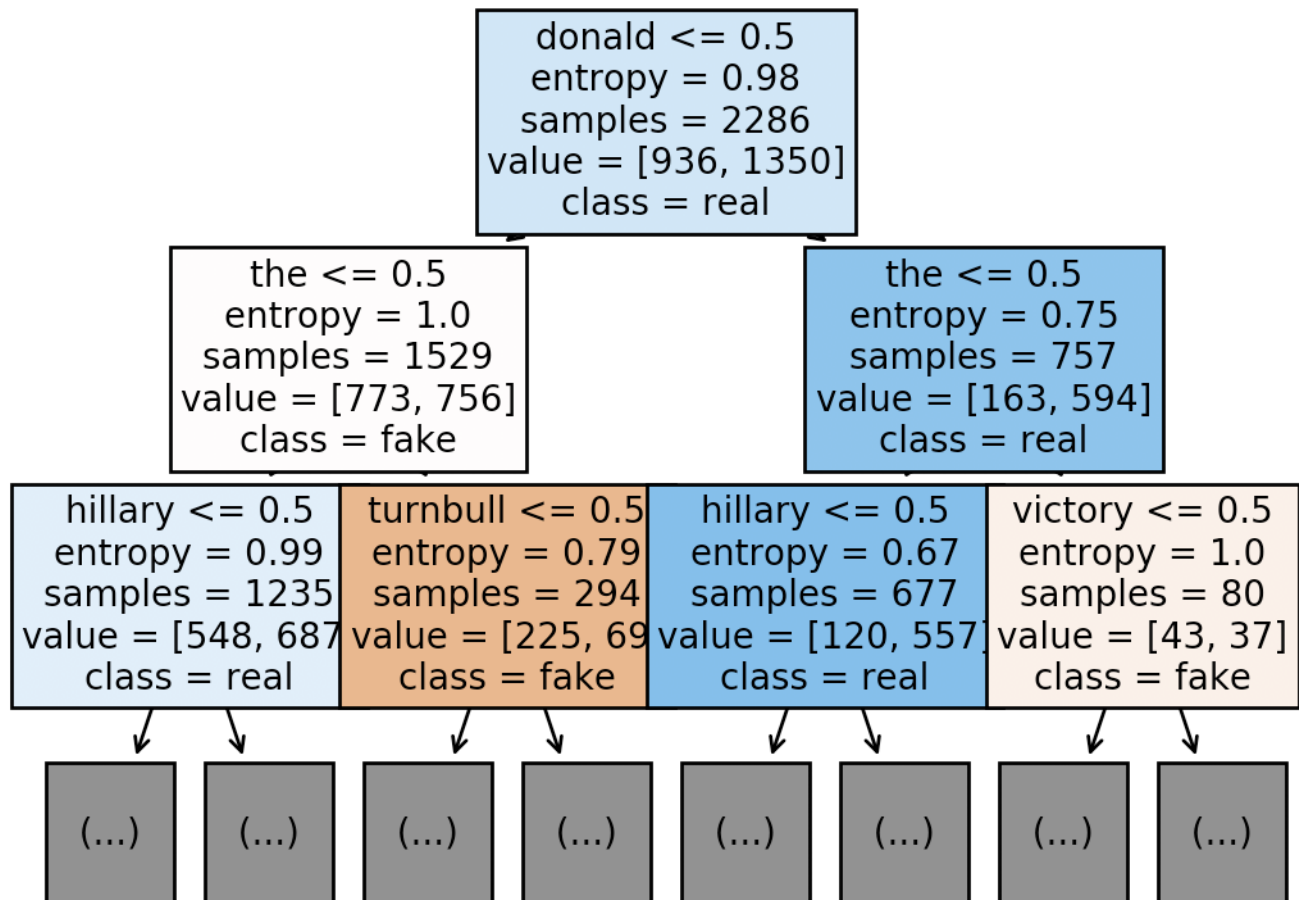 donald <= 0.5
entropy = 0.98
samples = 2286
value = [936, 1350]
class = real
the <= 0.5
entropy = 1.0
samples = 1529
value = [773, 756]
class = fake
the <= 0.5
entropy = 0.75
samples = 757
value = [163, 594]
class = real
hillary <= 0.5
entropy = 0.99
samples = 1235
value = [548, 687
class = real
turnbull <= 0.5
entropy = 0.79
samples = 294
value = [225, 69
class = fake
hillary <= 0.5
entropy = 0.67
samples = 677
value = [120, 557]
class = real
victory <= 0.5
entropy = 1.0
samples = 80
value = [43, 37]
class = fake
(...)
(...)
(...)
(...)
(...)
(...)
(...)
(...)